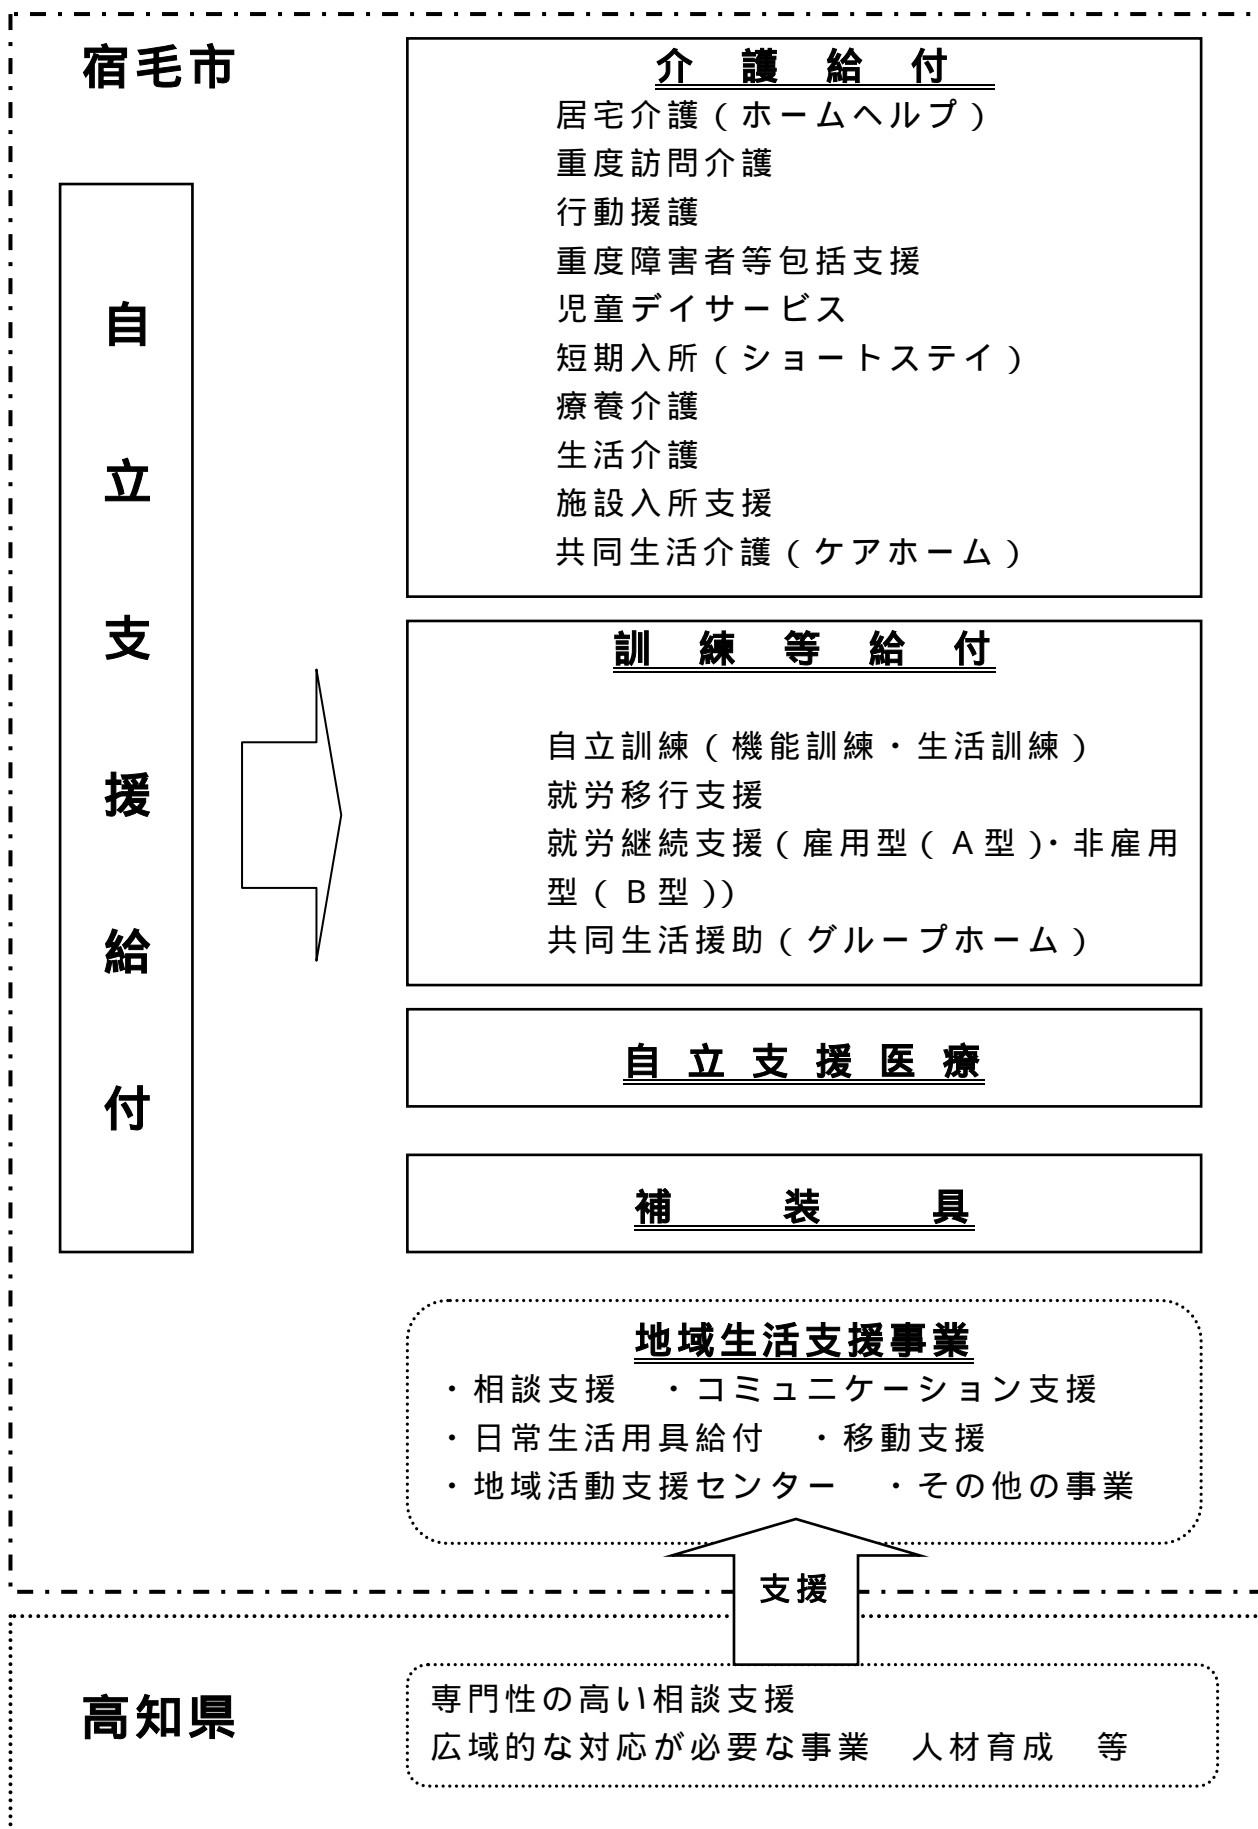 宿毛市
自立支援給付
介護給付
居宅介護(ホームヘルプ)
重度訪問介護
行動援護
重度障害者等包括支援
児童デイサービス
短期入所(ショートステイ)
療養介護
生活介護
施設入所支援
共同生活介護(ケアホーム)
訓練等給付
自立訓練(機能訓練・生活訓練)
就労移行支援
就労継続支援(雇用型(A型)・非雇用
型(B型))
共同生活援助(グループホーム)
自立支援医療
補装具
地域生活支援事業
・相談支援 ・コミュニケーション支援
・日常生活用具給付 ・移動支援
・地域活動支援センター ・その他の事業
支援
高知県
専門性の高い相談支援
広域的な対応が必要な事業 人材育成 等